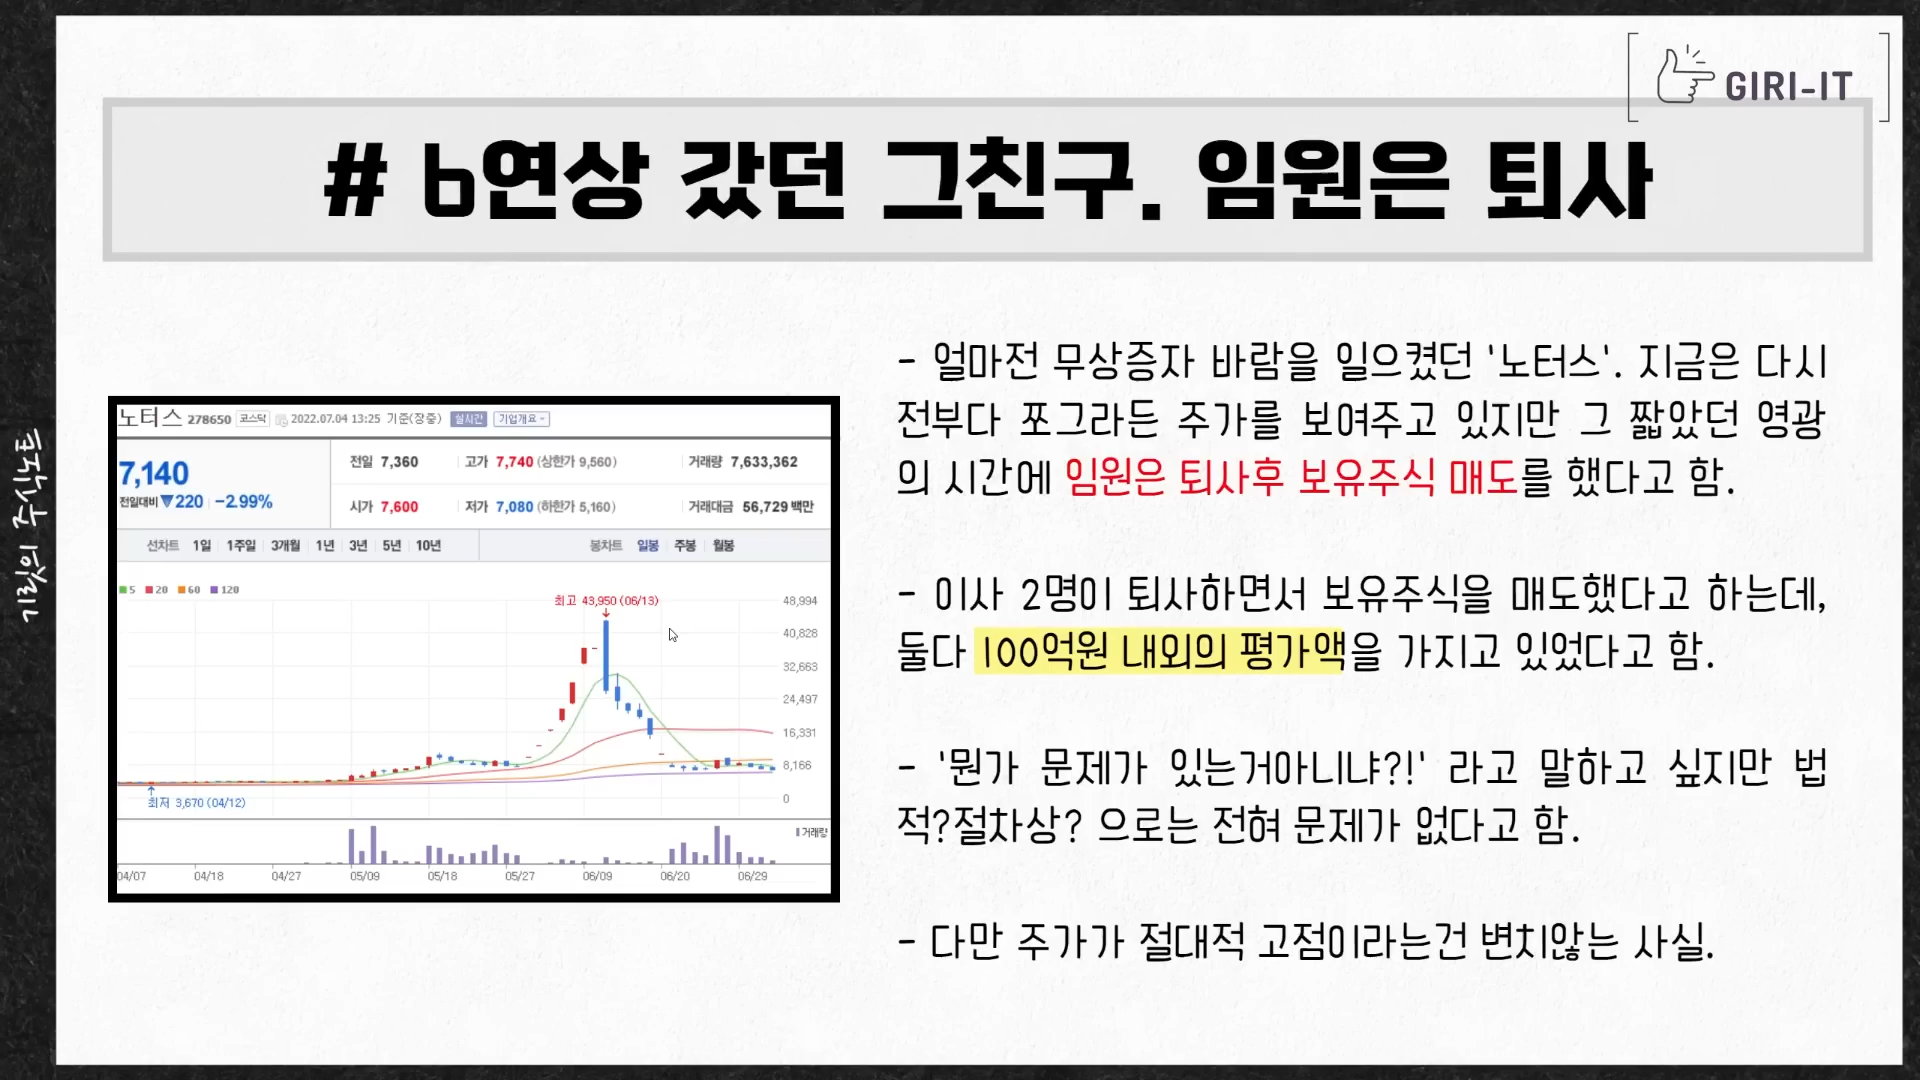 GIRI-IT
# 6연상 갔던 그친구. 임원은 퇴사
기릿의 주식노트
- 얼마전 무상증자 바람을 일으켰던 '노터스'. 지금은 다시
전부다 쪼그라든 주가를 보여주고 있지만 그 짧았던 영광
의 시간에 임원은 퇴사후 보유주식 매도를 했다고 함.
- 이사 2명이 퇴사하면서 보유주식을 매도했다고 하는데,
둘다 100억원 내외의 평가액을 가지고 있었다고 함.
- '뭔가 문제가 있는거아니냐?!' 라고 말하고 싶지만 법
적?절차상? 으로는 전혀 문제가 없다고 함.
- 다만 주가가 절대적 고점이라는건 변치않는 사실.
노터스 278650 코스닥 2022.07.04 13:25 기준(장중) 실시간 기업개요
7,140
전일대비 ▼220 -2.99%
전일 7,360 고가 7,740 (상한가 9,560) 거래량 7,633,362
시가 7,600 저가 7,080 (하한가 5,160) 거래대금 56,729 백만
선차트 1일 1주일 3개월 1년 3년 5년 10년 봉차트 일봉 주봉 월봉
5 20 60 120
최고 43,950 (06/13)
48,994
40,828
32,663
24,497
16,331
8,166
0
최저 3,670 (04/12)
거래량
04/07 04/18 04/27 05/09 05/18 05/27 06/09 06/20 06/29